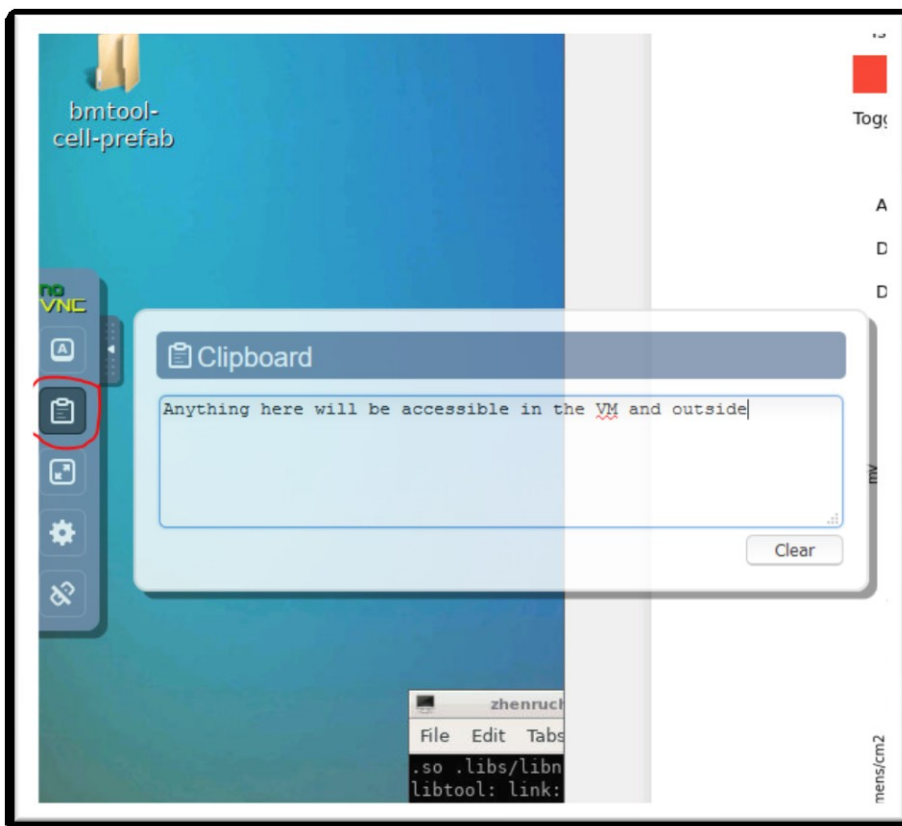 bmtool-
cell-prefab
Togg
A
D
D
no
VNC
A
Clipboard
Anything here will be accessible in the VM and outside
mV
Clear
zhenruch
File Edit Tabs
.so .libs/libn
libtool: link:
mens/cm2